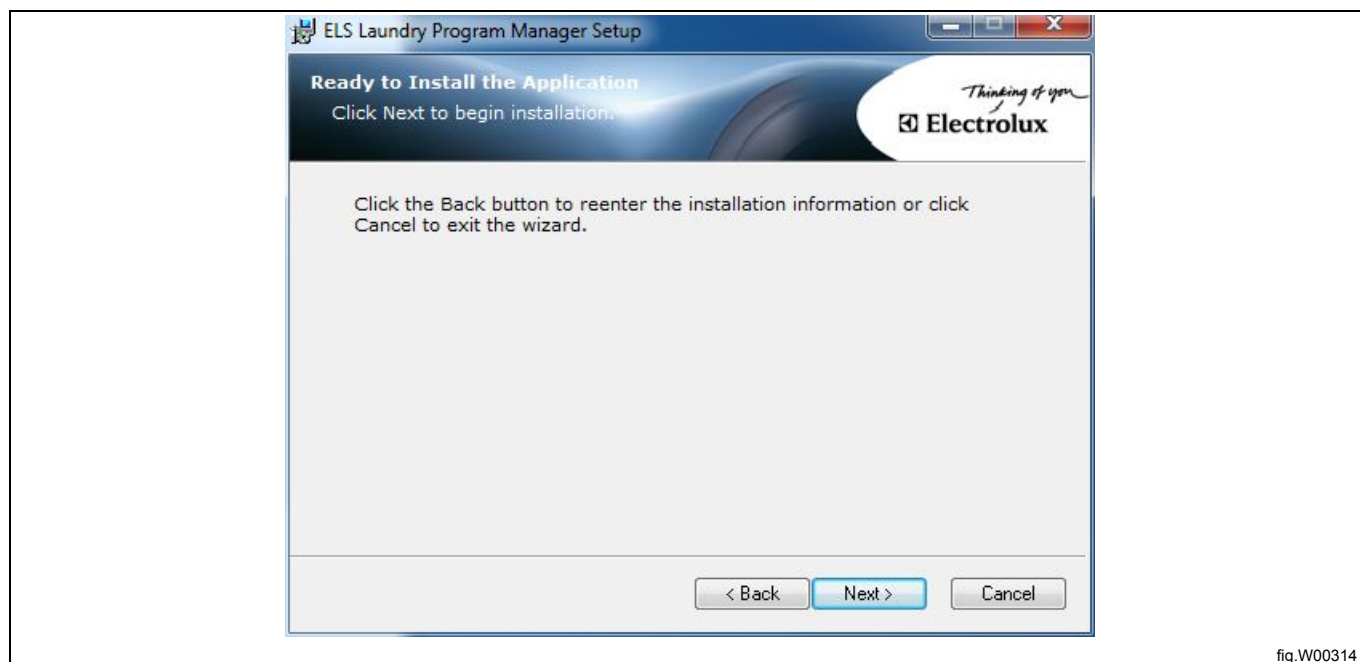 ELS Laundry Program Manager Setup
Ready to Install the Application
Click Next to begin installation.
Thinking of you
Electrolux
Click the Back button to reenter the installation information or click
Cancel to exit the wizard.
< Back
Next >
Cancel
fig.W00314